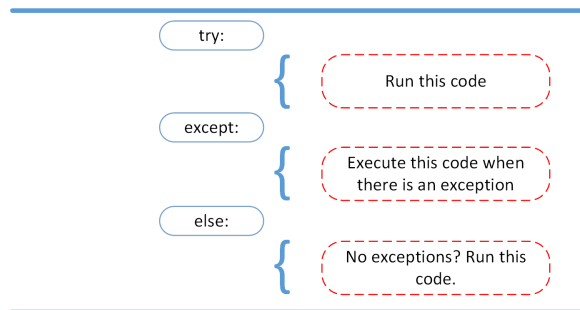 try:
Run this code
except:
Execute this code when
there is an exception
else:
No exceptions? Run this
code.